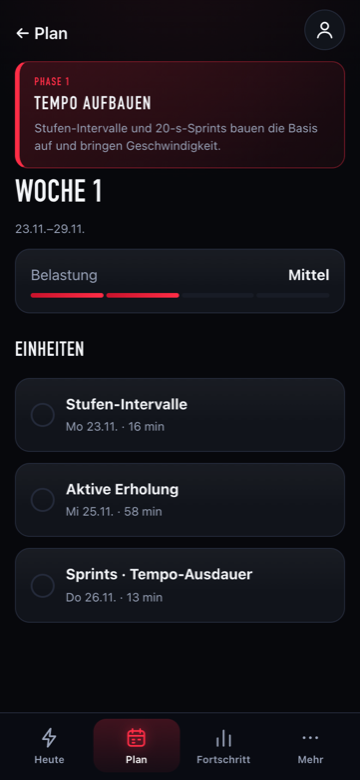 ← Plan
PHASE 1
TEMPO AUFBAUEN
Stufen-Intervalle und 20-s-Sprints bauen die Basis
auf und bringen Geschwindigkeit.
WOCHE 1
23.11.–29.11.
Belastung Mittel
EINHEITEN
Stufen-Intervalle
Mo 23.11. · 16 min
Aktive Erholung
Mi 25.11. · 58 min
Sprints · Tempo-Ausdauer
Do 26.11. · 13 min
Heute Plan Fortschritt Mehr